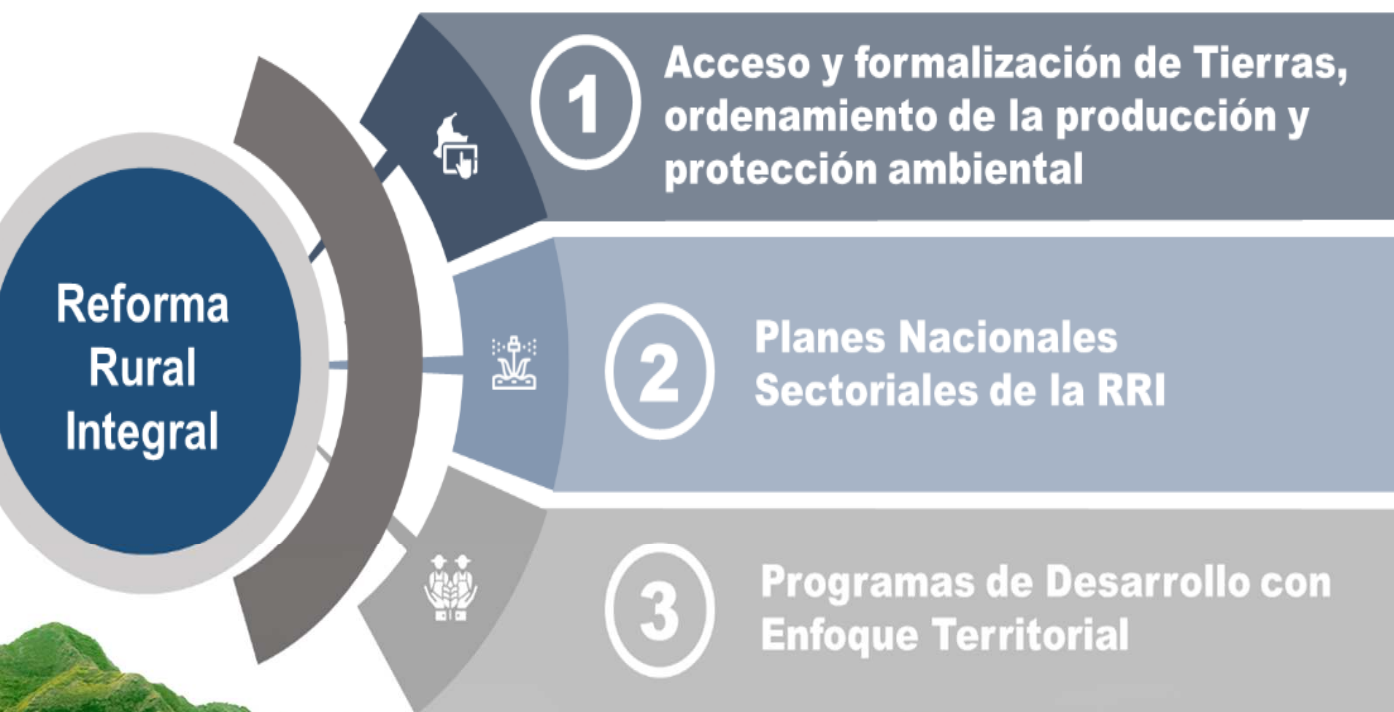 Reforma
Rural
Integral
1
Acceso y formalización de Tierras,
ordenamiento de la producción y
protección ambiental
2
Planes Nacionales
Sectoriales de la RRI
3
Programas de Desarrollo con
Enfoque Territorial